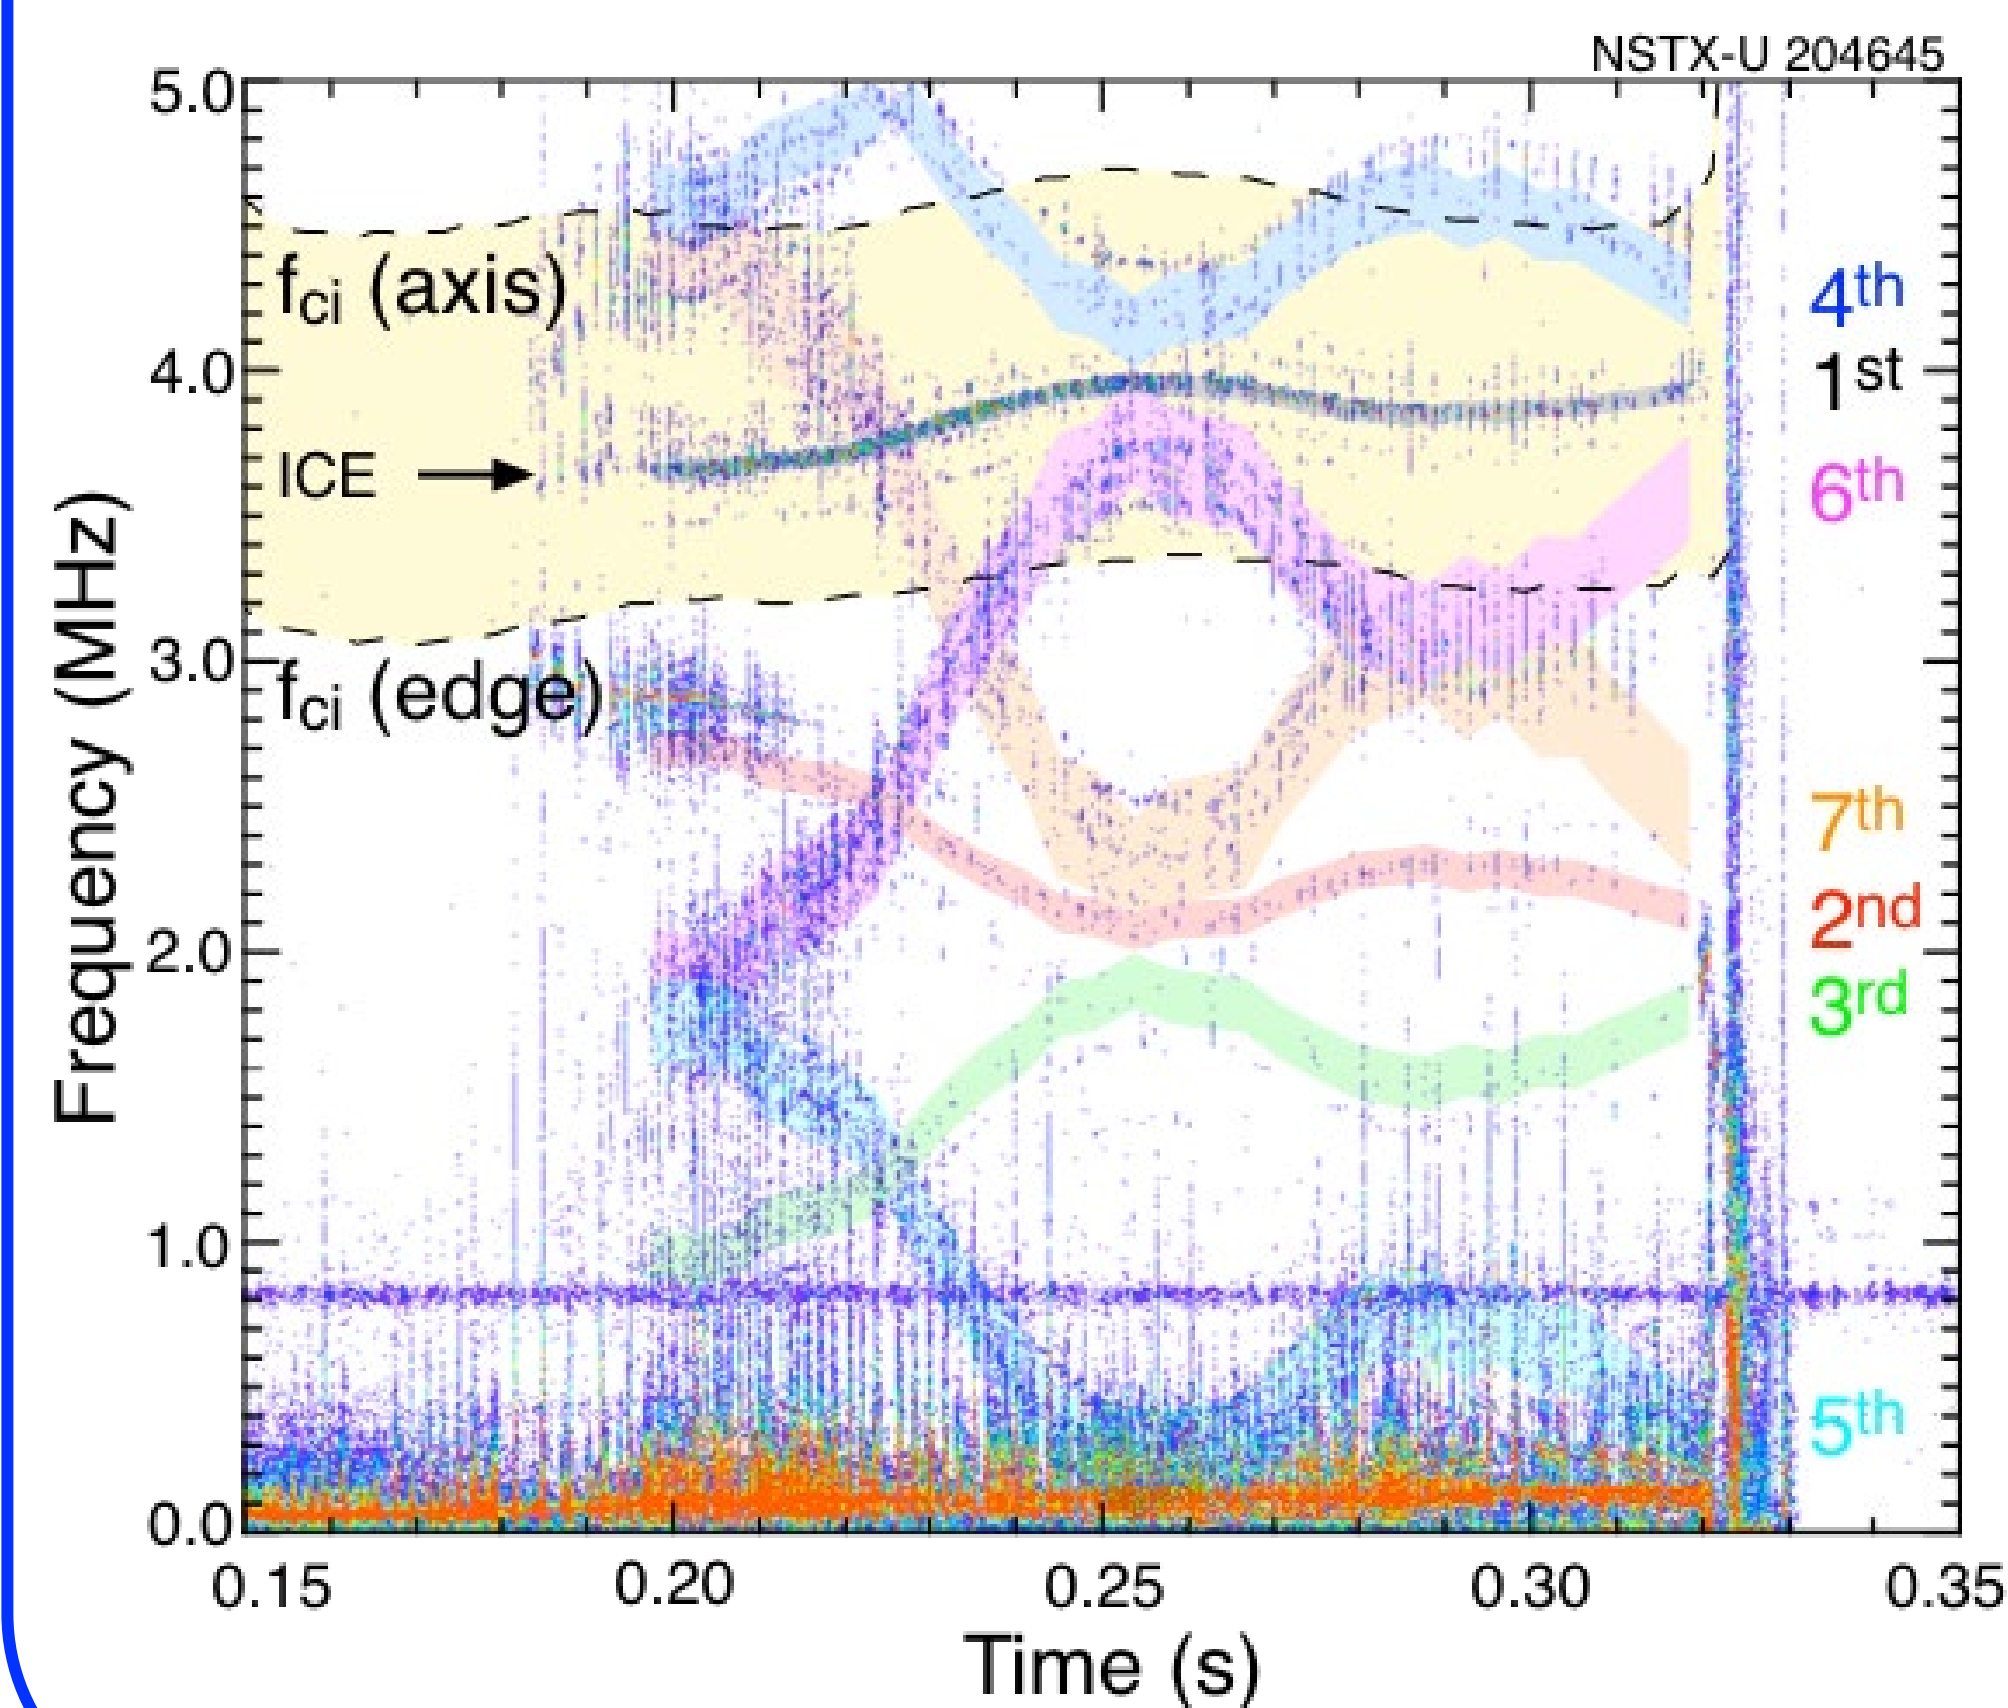 NSTX-U 204645
5.0
f_ci (axis)
4th
4.0
1st
ICE
6th
Frequency (MHz)
3.0
f_ci (edge)
7th
2nd
2.0
3rd
1.0
5th
0.0
0.15 0.20 0.25 0.30 0.35
Time (s)